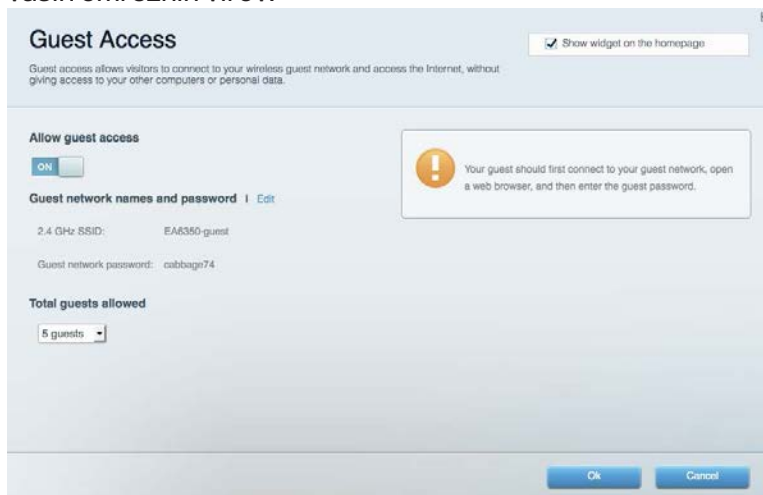 Guest Access
Show widget on the homepage
Guest access allows visitors to connect to your wireless guest network and access the Internet, without
giving access to your other computers or personal data.
Allow guest access
ON
Your guest should first connect to your guest network, open
a web browser, and then enter the guest password.
Guest network names and password | Edit
2.4 GHz SSID: EA6350-guest
Guest network password: cabbage74
Total guests allowed
5 guests
Ok Cancel